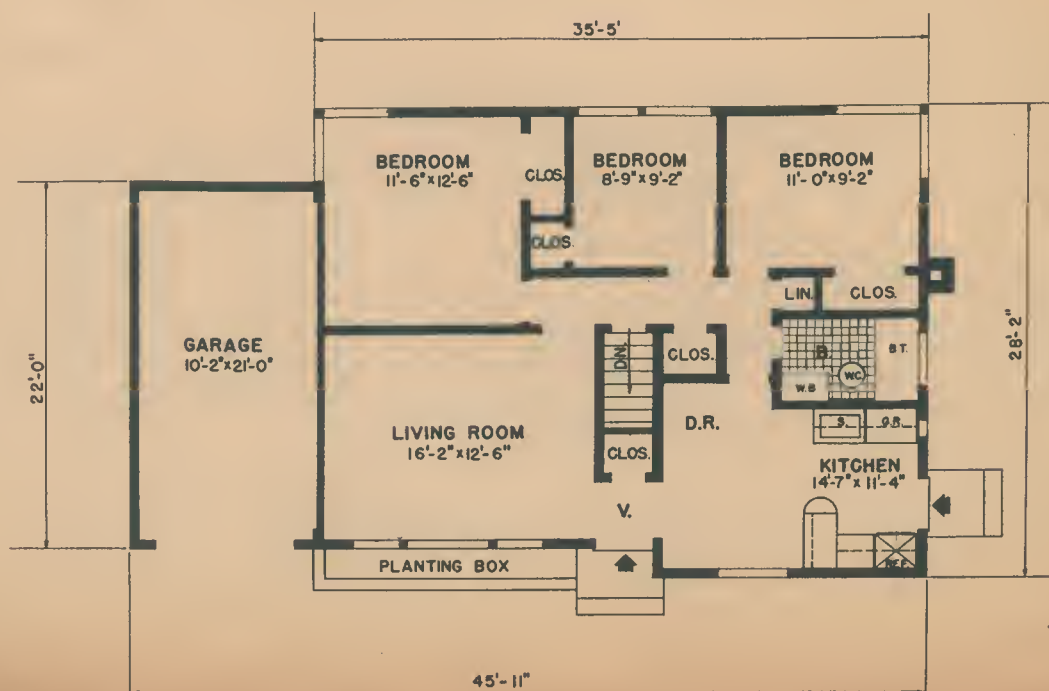 35'-5'
BEDROOM
11'-6"x12'-6"
CLOS.
BEDROOM
8'-9"x9'-2"
BEDROOM
11'-0"x9'-2"
CLOS.
LIN.
CLOS.
GARAGE
10'-2"x21'-0"
22'-0"
28'-2"
DN.
CLOS.
B
B.T.
W.B
WC
LIVING ROOM
16'-2"x12'-6"
D.R.
S.
CLOS.
KITCHEN
14'-7"x11'-4"
V.
PLANTING BOX
REF.
45'-11"